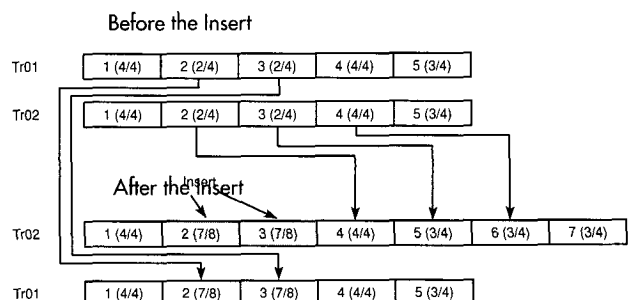 Before the Insert
Tr01 1 (4/4) 2 (2/4) 3 (2/4) 4 (4/4) 5 (3/4)
Tr02 1 (4/4) 2 (2/4) 3 (2/4) 4 (4/4) 5 (3/4)
Insert
After the Insert
Tr02 1 (4/4) 2 (7/8) 3 (7/8) 4 (4/4) 5 (3/4) 6 (3/4) 7 (3/4)
Tr01 1 (4/4) 2 (7/8) 3 (7/8) 4 (4/4) 5 (3/4)